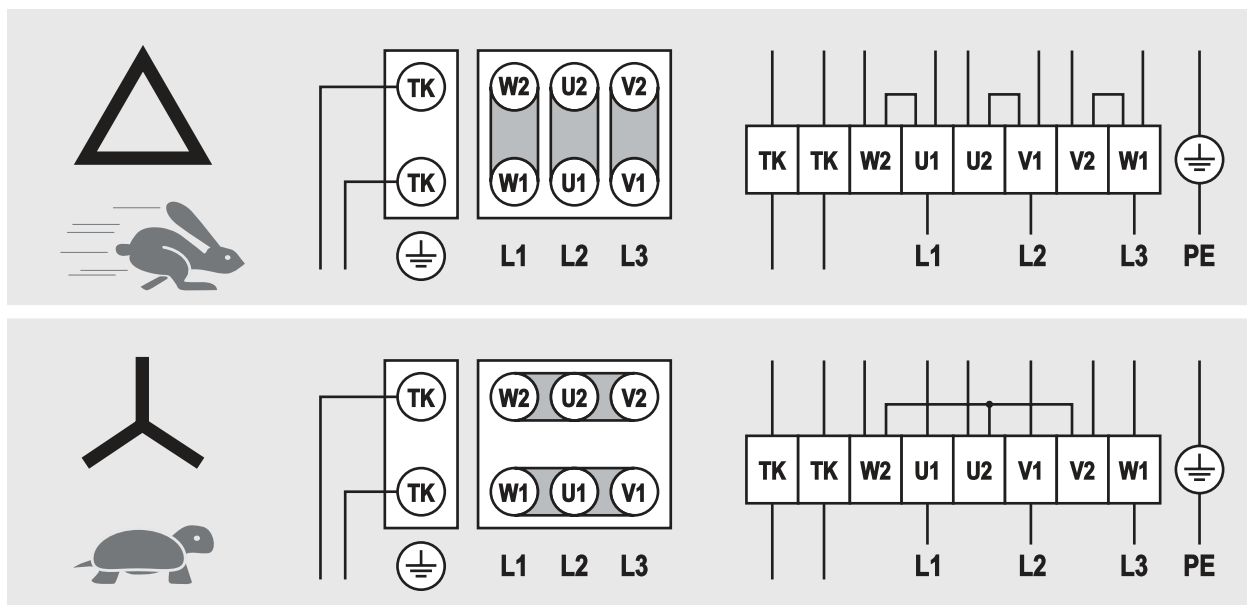 TK W2 U2 V2
TK W1 U1 V1
L1 L2 L3
TK TK W2 U1 U2 V1 V2 W1
L1 L2 L3 PE
TK W2 U2 V2
TK W1 U1 V1
L1 L2 L3
TK TK W2 U1 U2 V1 V2 W1
L1 L2 L3 PE